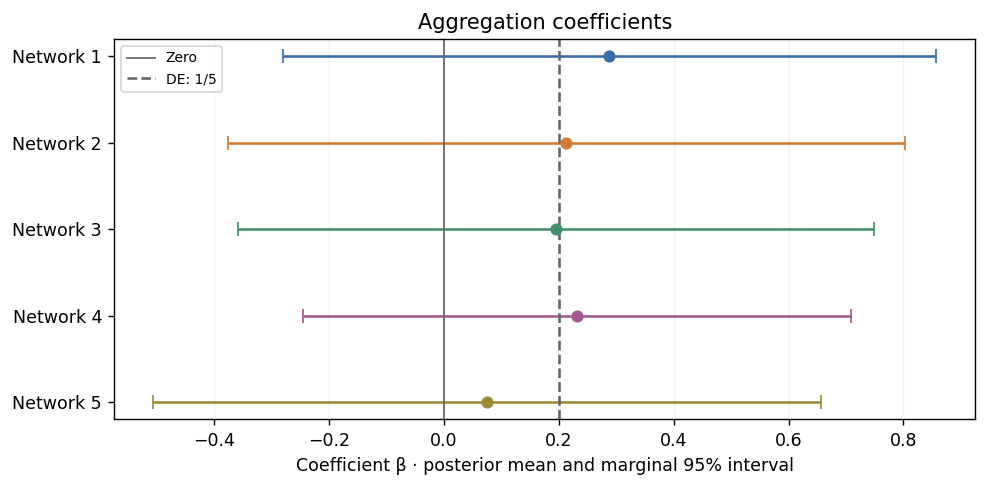 Aggregation coefficients
Zero
DE: 1/5
Network 1
Network 2
Network 3
Network 4
Network 5
−0.4 −0.2 0.0 0.2 0.4 0.6 0.8
Coefficient β · posterior mean and marginal 95% interval